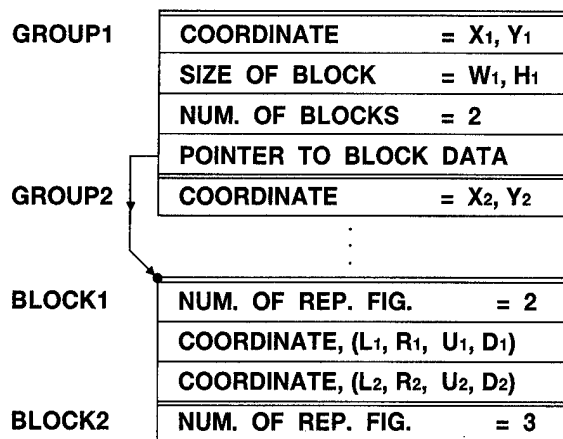 GROUP1 COORDINATE = X1, Y1
SIZE OF BLOCK = W1, H1
NUM. OF BLOCKS = 2
POINTER TO BLOCK DATA
GROUP2 COORDINATE = X2, Y2
BLOCK1 NUM. OF REP. FIG. = 2
COORDINATE, (L1, R1, U1, D1)
COORDINATE, (L2, R2, U2, D2)
BLOCK2 NUM. OF REP. FIG. = 3